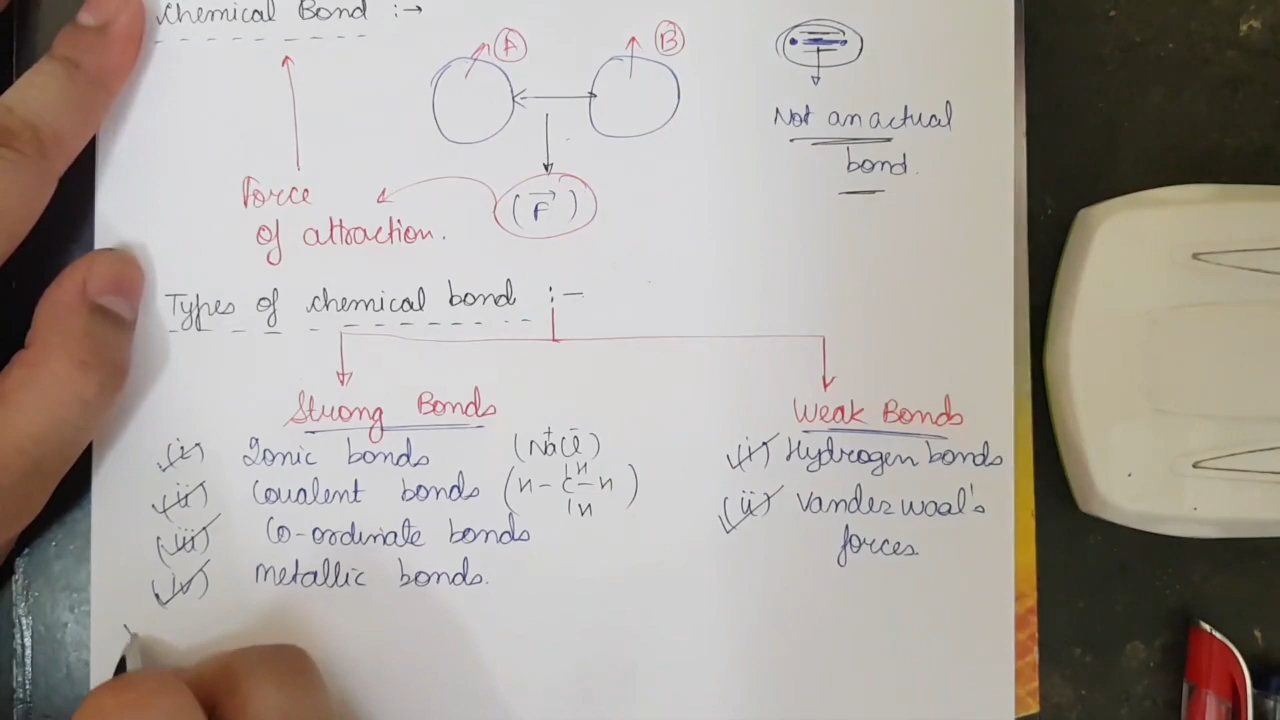 Chemical Bond :→
A B
Not an actual
bond.
Force
of attraction.
(F)
Types of chemical bond :-
Strong Bonds
Weak Bonds
(i) Ionic bonds (Na+Cl-)
(ii) Covalent bonds (H-C-H)
H
H
(iii) Co-ordinate bonds
(iv) metallic bonds.
(i) Hydrogen bonds
(ii) Vanderwaal's
forces.